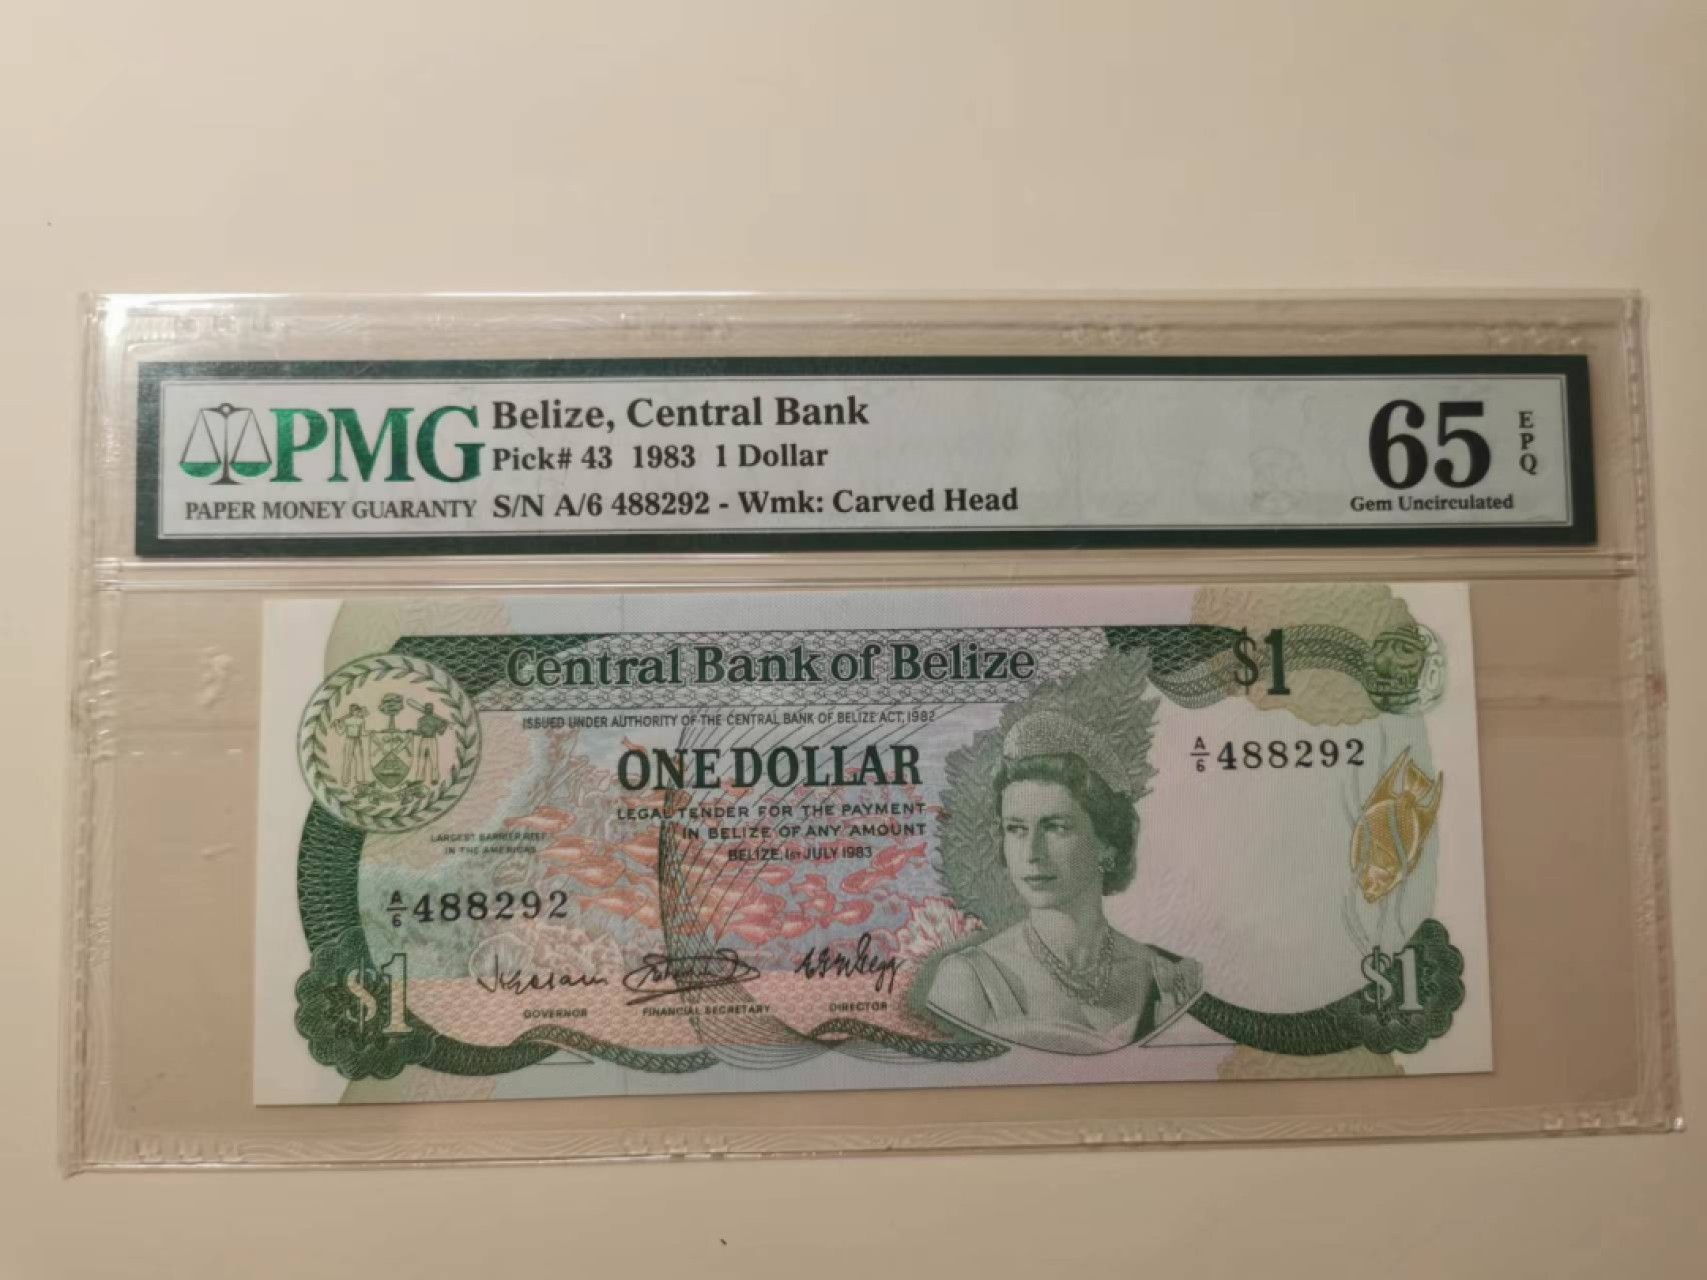 PMG
PAPER MONEY GUARANTY
Belize, Central Bank
Pick# 43 1983 1 Dollar
S/N A/6 488292 - Wmk: Carved Head
65
EPQ
Gem Uncirculated
Central Bank of Belize
$1
ISSUED UNDER AUTHORITY OF THE CENTRAL BANK OF BELIZE ACT, 1982
ONE DOLLAR
A/6 488292
LEGAL TENDER FOR THE PAYMENT
IN BELIZE OF ANY AMOUNT
BELIZE, 1ST JULY 1983
LARGEST BARRIER REEF
IN THE AMERICAS
A/6 488292
GOVERNOR
FINANCIAL SECRETARY
DIRECTOR
$1
$1